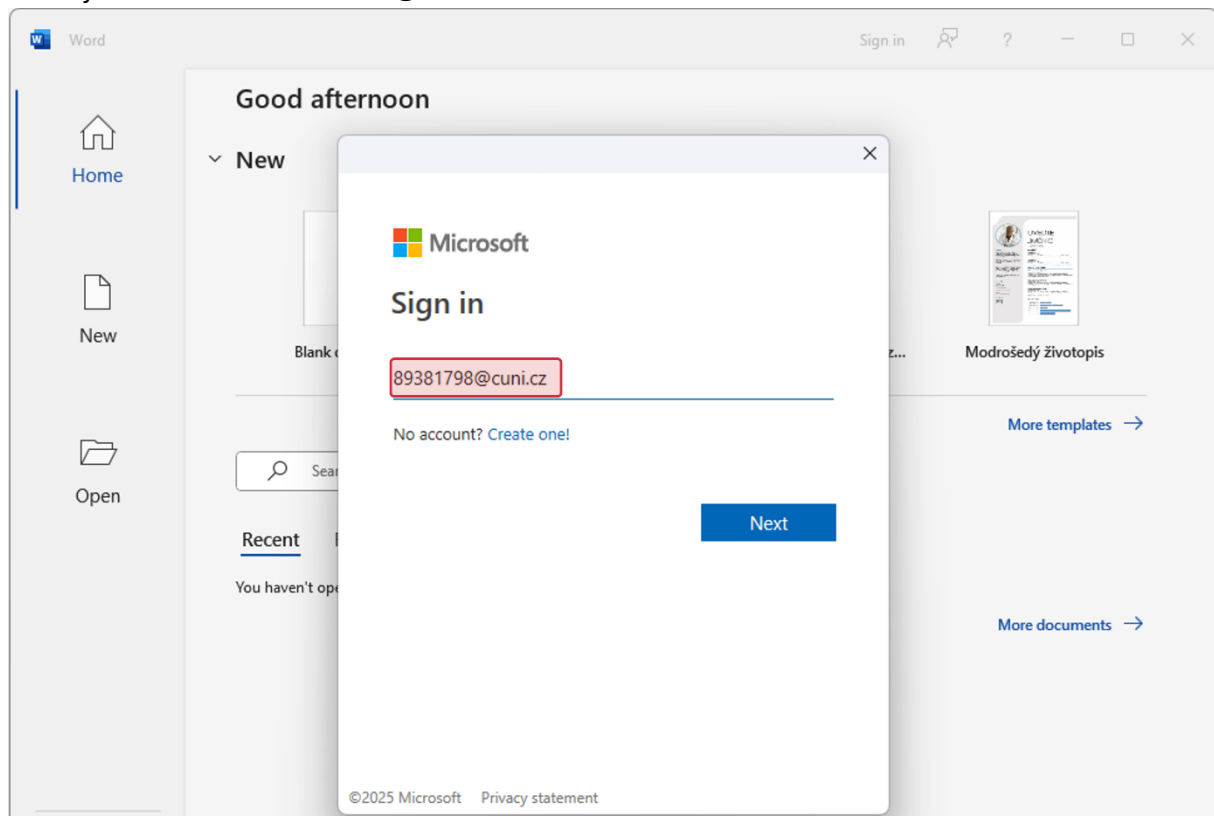 Word
Sign in
?
Good afternoon
Home
New
Microsoft
Sign in
New
Blank
z...
Modrošedý životopis
89381798@cuni.cz
More templates
No account? Create one!
Open
Next
Recent
You haven't
More documents
©2025 Microsoft Privacy statement